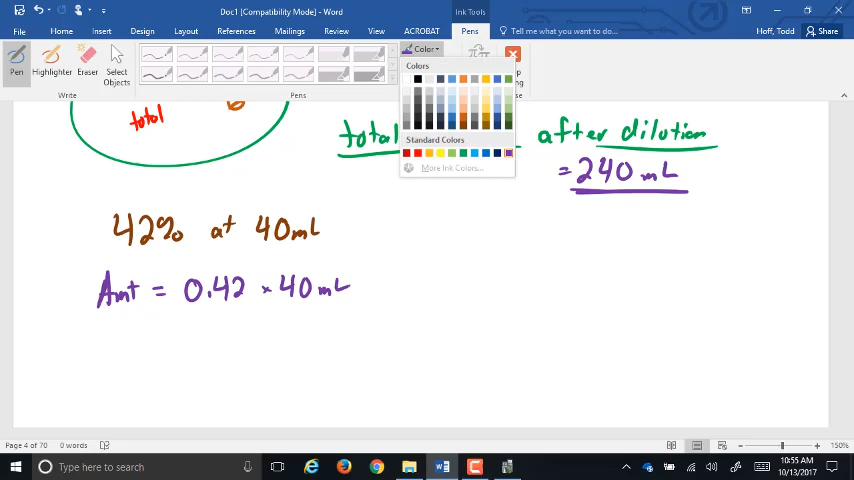 Doc1 [Compatibility Mode] - Word
Ink Tools
Hoff, Todd
File Home Insert Design Layout References Mailings Review View ACROBAT Pens Tell me what you want to do... Share
Pen
Highlighter
Eraser
Select
Objects
Color
Write
Pens
Colors
Standard Colors
More Ink Colors...
total
total
after dilution
= 240 mL
42% at 40mL
Amt = 0.42 × 40 mL
Page 4 of 70 0 words
150%
Type here to search
10:55 AM
10/13/2017